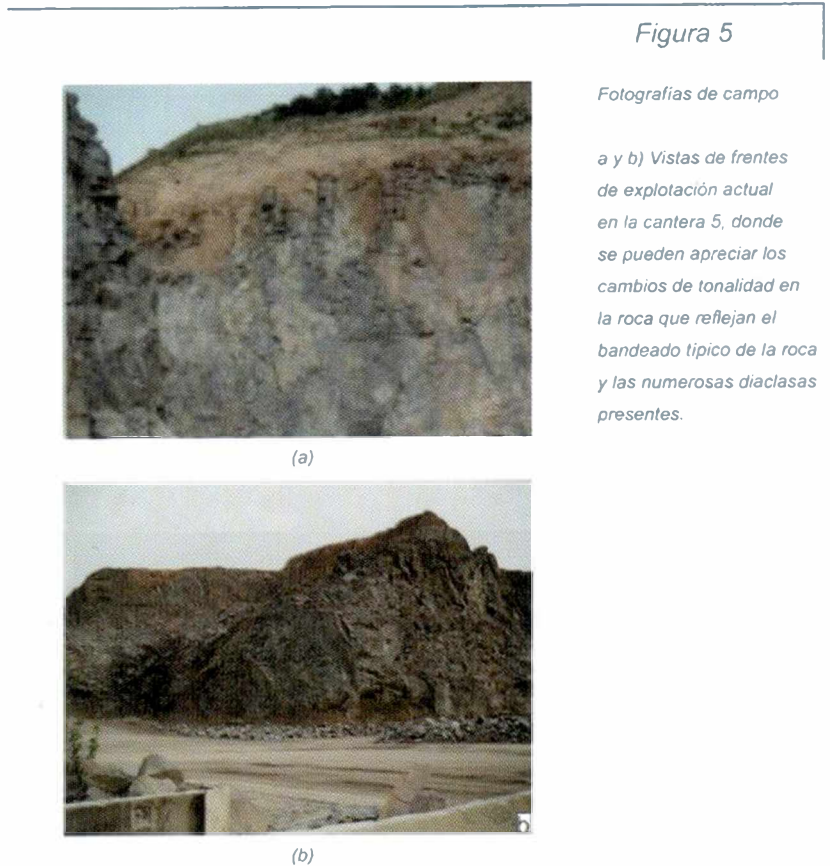 Figura 5
Fotografías de campo
a y b) Vistas de frentes
de explotación actual
en la cantera 5, donde
se pueden apreciar los
cambios de tonalidad en
la roca que reflejan el
bandeado típico de la roca
y las numerosas diaclasas
presentes.
(a)
b
(b)